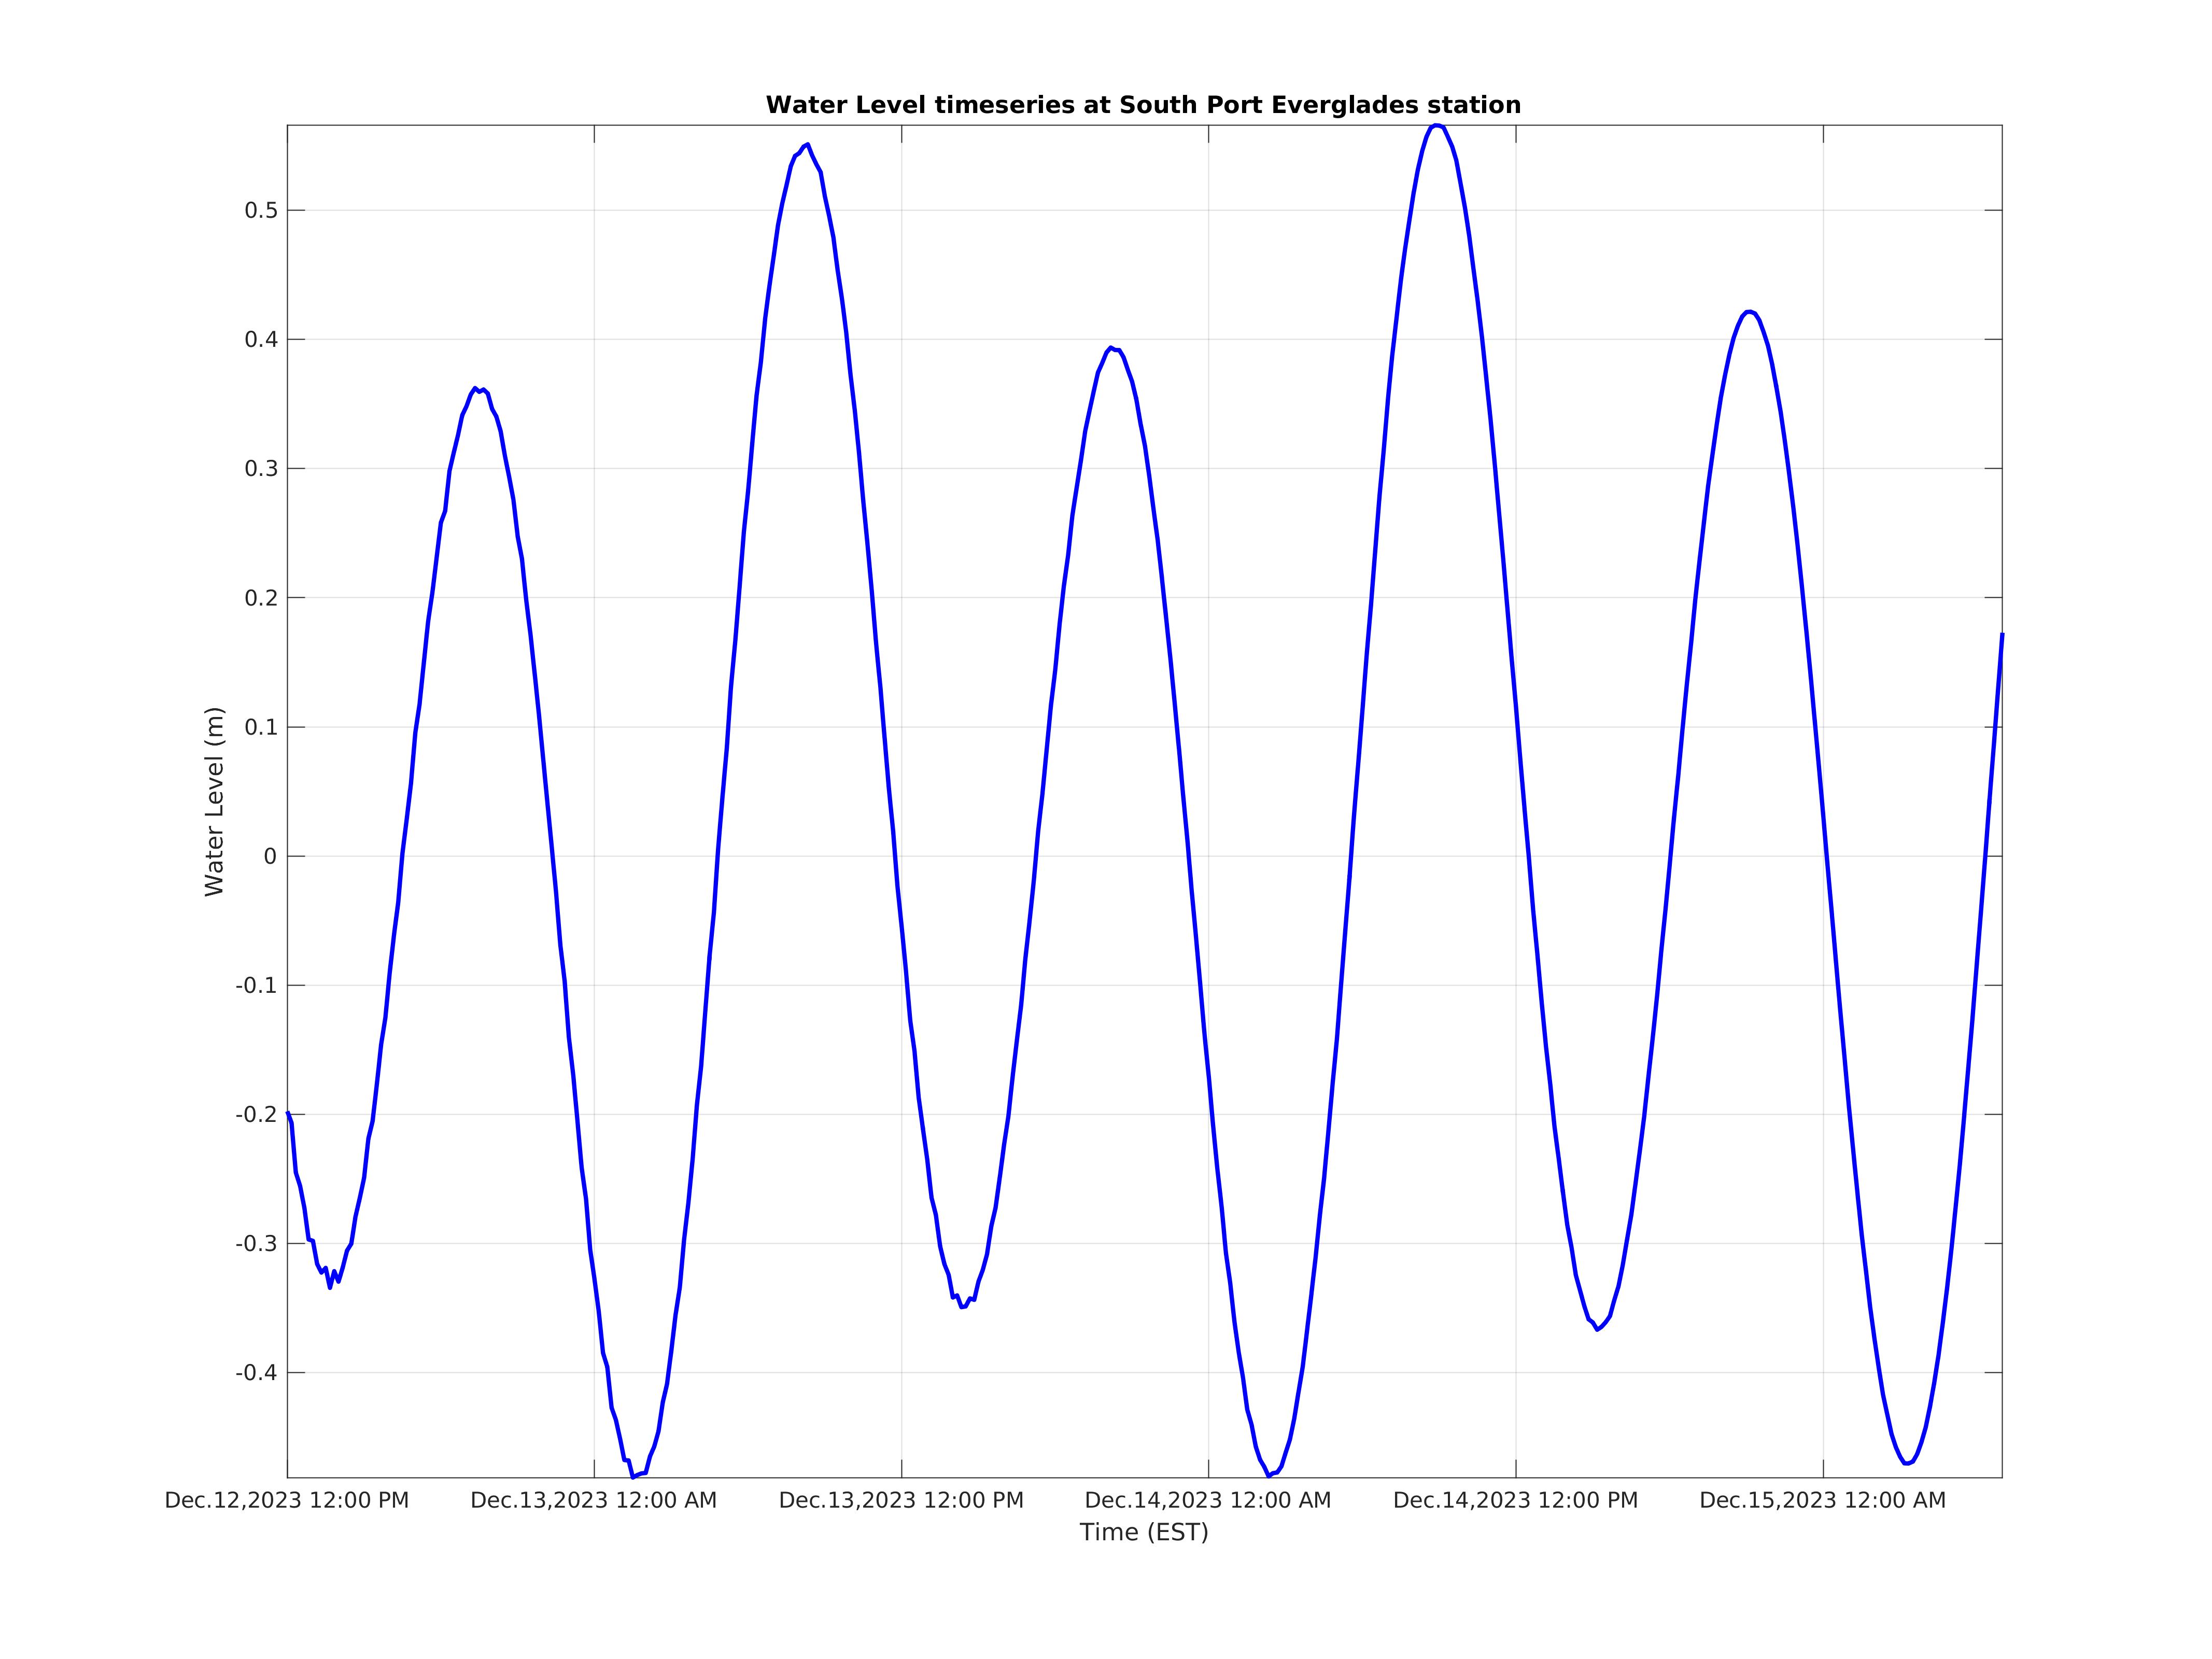 Water Level timeseries at South Port Everglades station
0.5
0.4
0.3
0.2
0.1
0
-0.1
-0.2
-0.3
-0.4
Water Level (m)
Dec.12,2023 12:00 PM
Dec.13,2023 12:00 AM
Dec.13,2023 12:00 PM
Dec.14,2023 12:00 AM
Dec.14,2023 12:00 PM
Dec.15,2023 12:00 AM
Time (EST)